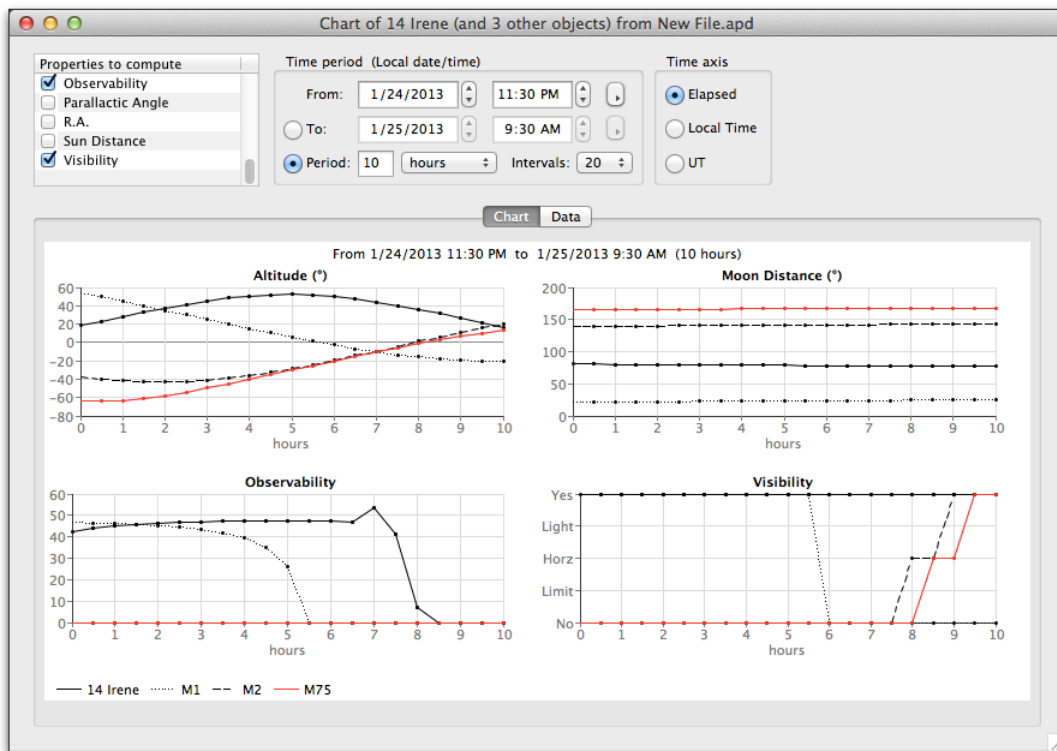 Chart of 14 Irene (and 3 other objects) from New File.apd
Properties to compute
Observability
Parallactic Angle
R.A.
Sun Distance
Visibility
Time period (Local date/time)
From: 1/24/2013 11:30 PM
To: 1/25/2013 9:30 AM
Period: 10 hours Intervals: 20
Time axis
Elapsed
Local Time
UT
Chart Data
From 1/24/2013 11:30 PM to 1/25/2013 9:30 AM (10 hours)
Altitude (°)
60
40
20
0
-20
-40
-60
-80
0 1 2 3 4 5 6 7 8 9 10
hours
Moon Distance (°)
200
150
100
50
0
0 1 2 3 4 5 6 7 8 9 10
hours
Observability
60
50
40
30
20
10
0
0 1 2 3 4 5 6 7 8 9 10
hours
Visibility
Yes
Light
Horz
Limit
No
0 1 2 3 4 5 6 7 8 9 10
hours
14 Irene M1 M2 M75